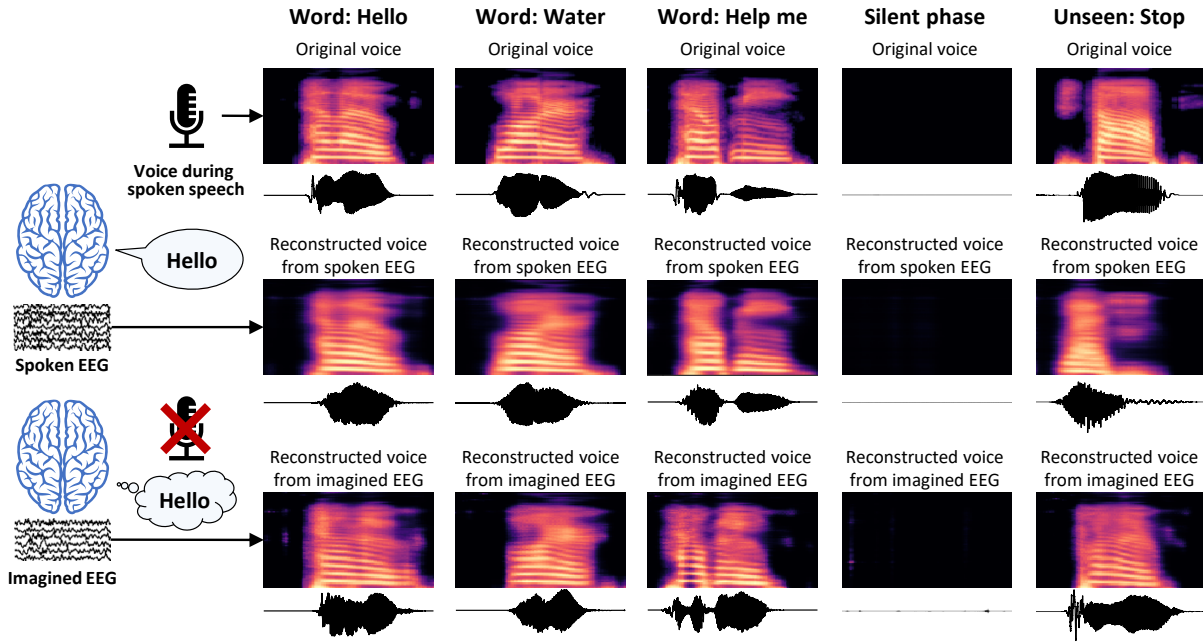 Word: Hello
Word: Water
Word: Help me
Silent phase
Unseen: Stop
Original voice
Original voice
Original voice
Original voice
Original voice
Voice during
spoken speech
Reconstructed voice
from spoken EEG
Reconstructed voice
from spoken EEG
Reconstructed voice
from spoken EEG
Reconstructed voice
from spoken EEG
Reconstructed voice
from spoken EEG
Hello
Spoken EEG
Reconstructed voice
from imagined EEG
Reconstructed voice
from imagined EEG
Reconstructed voice
from imagined EEG
Reconstructed voice
from imagined EEG
Reconstructed voice
from imagined EEG
Hello
Imagined EEG